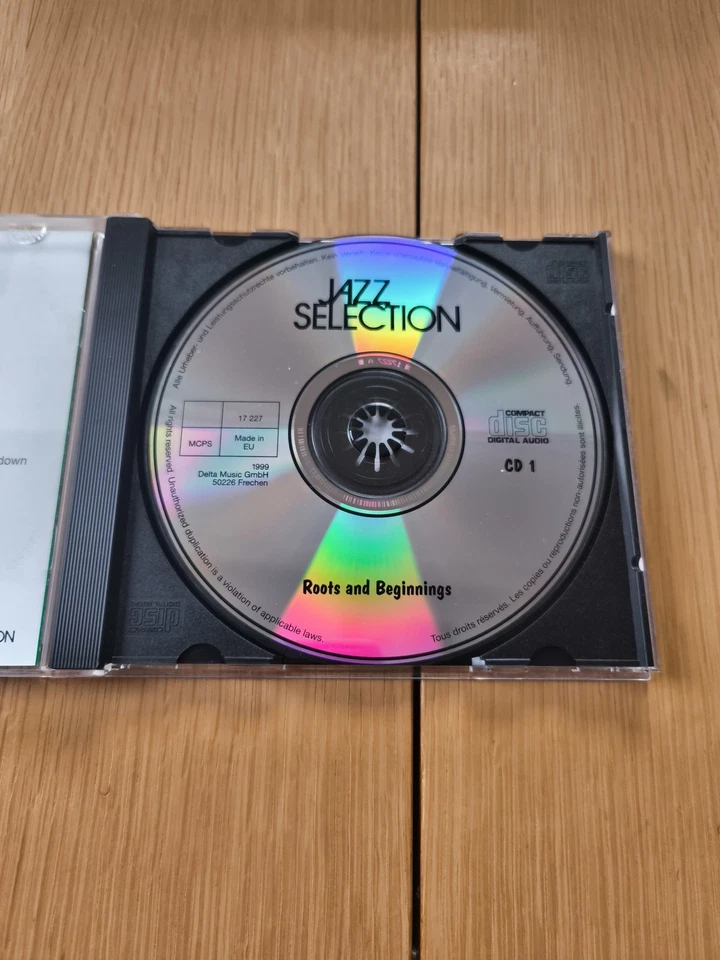 JAZZ
SELECTION
Alle Urheber- und Leistungsschutzrechte vorbehalten. Kein Verleih. Keine unerlaubte Vervielfältigung, Vermietung, Aufführung, Sendung.
17 227
MCPS
Made in
EU
1999
Delta Music GmbH
50226 Frechen
COMPACT
disc
DIGITAL AUDIO
CD 1
Roots and Beginnings
All rights reserved. Unauthorized duplication is a violation of applicable laws.
Tous droits réservés. Les copies ou reproductions non-autorisées sont illicites.
down
ON